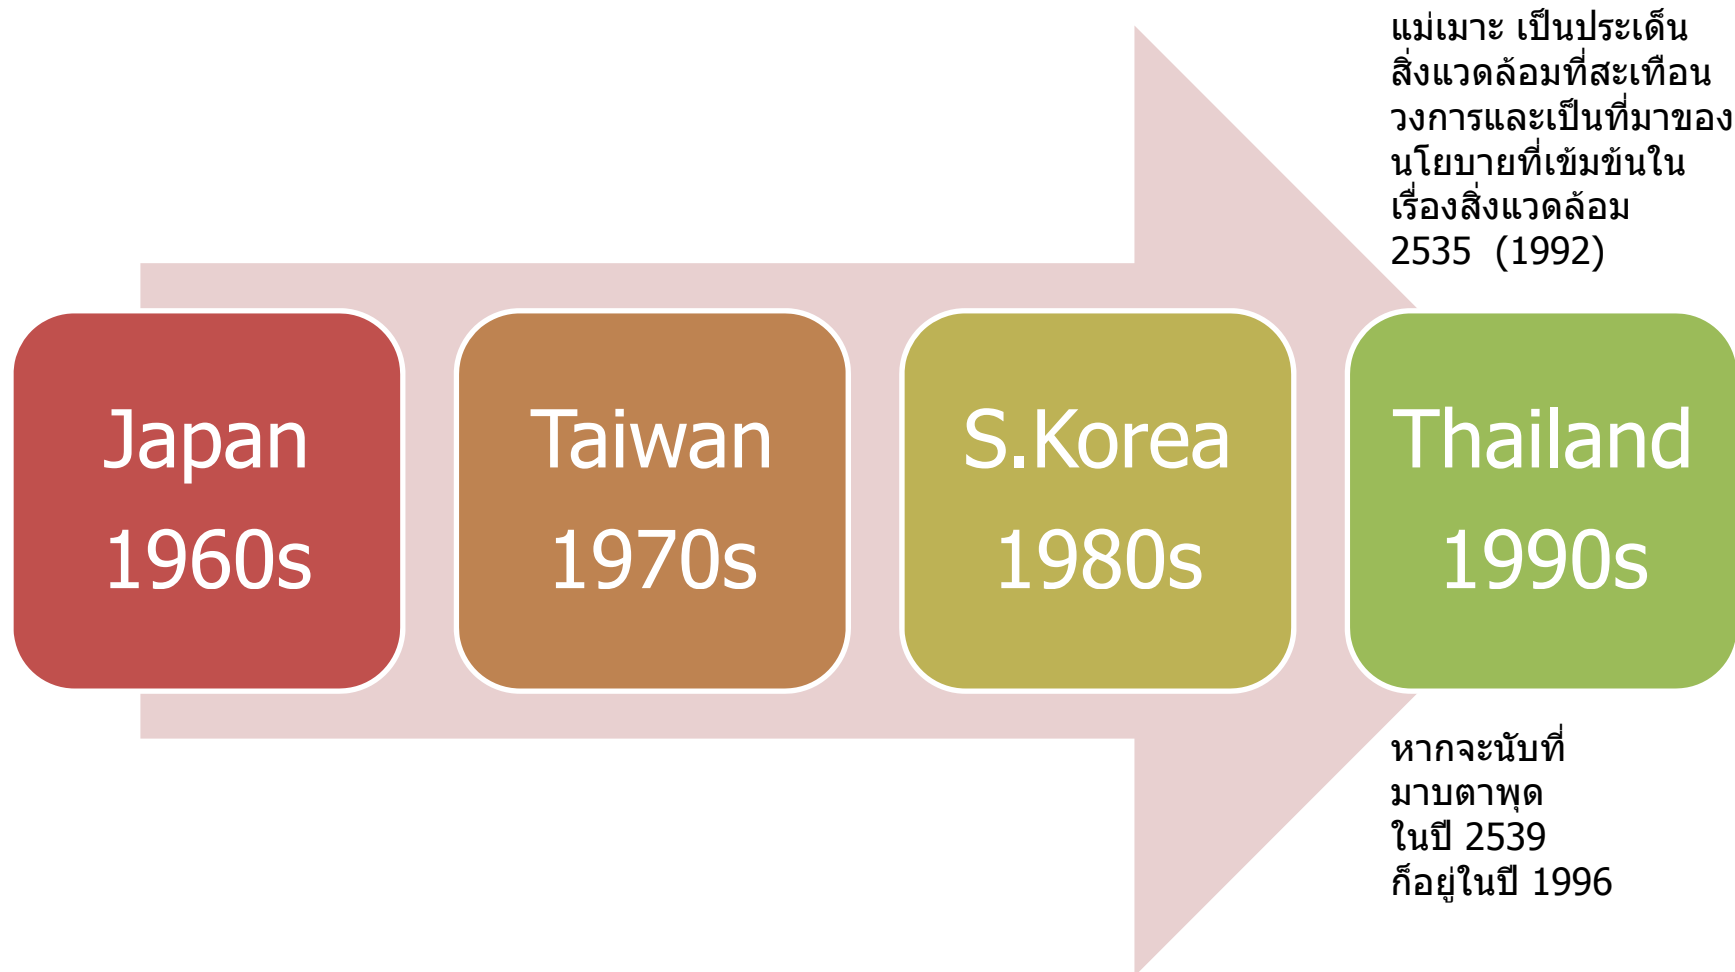 แม่เมาะ เป็นประเด็น
สิ่งแวดล้อมที่สะเทือน
วงการและเป็นที่มาของ
นโยบายที่เข้มข้นใน
เรื่องสิ่งแวดล้อม
2535 (1992)
Japan
1960s
Taiwan
1970s
S.Korea
1980s
Thailand
1990s
หากจะนับที่
มาบตาพุด
ในปี 2539
ก็อยู่ในปี 1996